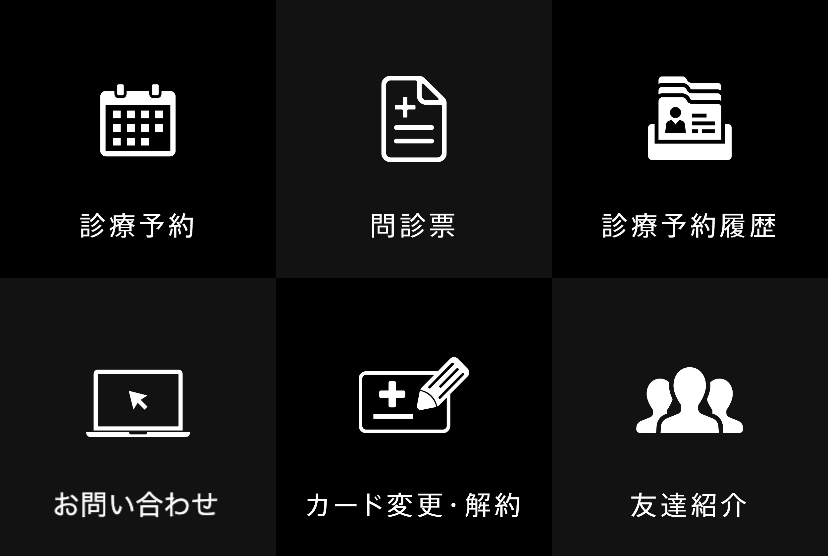 診療予約
問診票
診療予約履歴
お問い合わせ
カード変更·解約
友達紹介